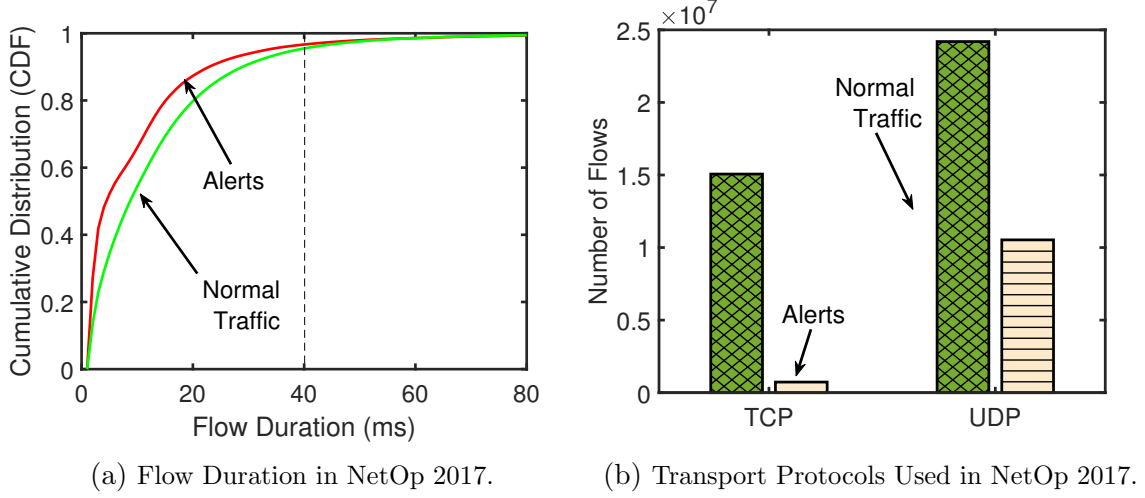 Cumulative Distribution (CDF)
1
0.8
0.6
0.4
0.2
0
0
20
40
60
80
Flow Duration (ms)
Alerts
Normal
Traffic
(a) Flow Duration in NetOp 2017.
×10⁷
Number of Flows
2.5
2
1.5
1
0.5
0
TCP
UDP
Normal
Traffic
Alerts
(b) Transport Protocols Used in NetOp 2017.